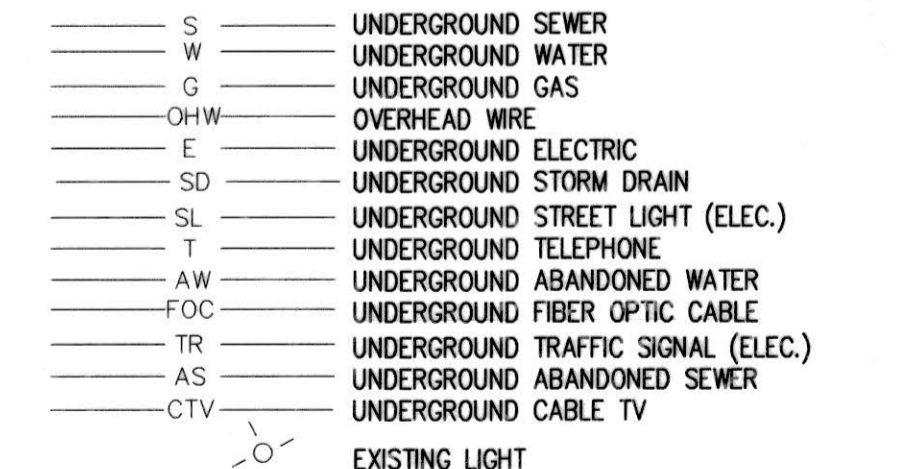 S UNDERGROUND SEWER
W UNDERGROUND WATER
G UNDERGROUND GAS
OHW OVERHEAD WIRE
E UNDERGROUND ELECTRIC
SD UNDERGROUND STORM DRAIN
SL UNDERGROUND STREET LIGHT (ELEC.)
T UNDERGROUND TELEPHONE
AW UNDERGROUND ABANDONED WATER
FOC UNDERGROUND FIBER OPTIC CABLE
TR UNDERGROUND TRAFFIC SIGNAL (ELEC.)
AS UNDERGROUND ABANDONED SEWER
CTV UNDERGROUND CABLE TV
EXISTING LIGHT